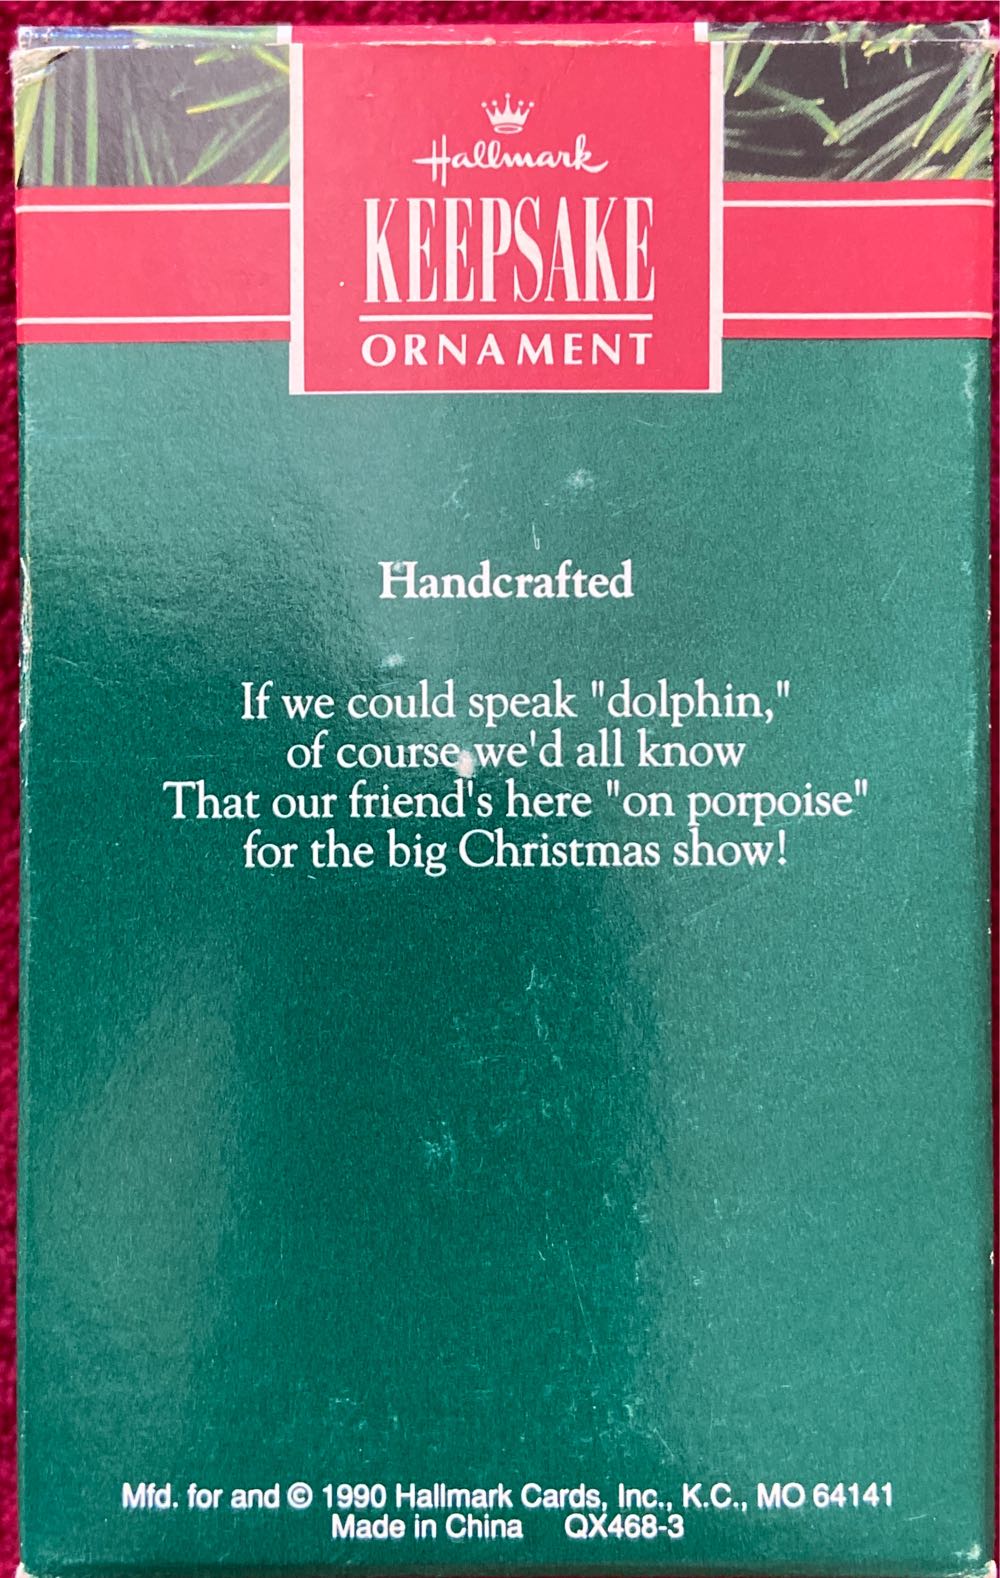 Hallmark
KEEPSAKE
ORNAMENT
Handcrafted
If we could speak "dolphin,"
of course we'd all know
That our friend's here "on porpoise"
for the big Christmas show!
Mfd. for and © 1990 Hallmark Cards, Inc., K.C., MO 64141
Made in China QX468-3